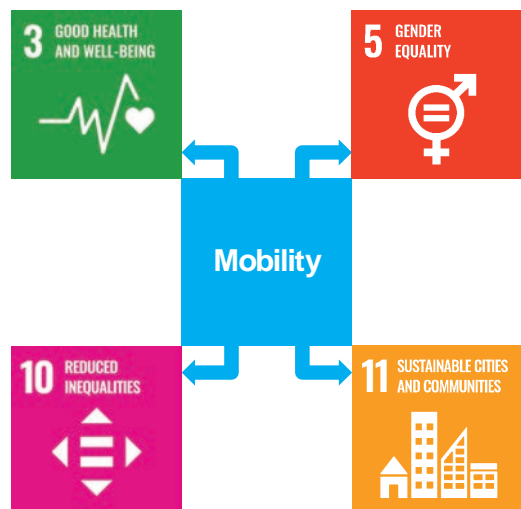 3 GOOD HEALTH
AND WELL-BEING
5 GENDER
EQUALITY
Mobility
10 REDUCED
INEQUALITIES
11 SUSTAINABLE CITIES
AND COMMUNITIES